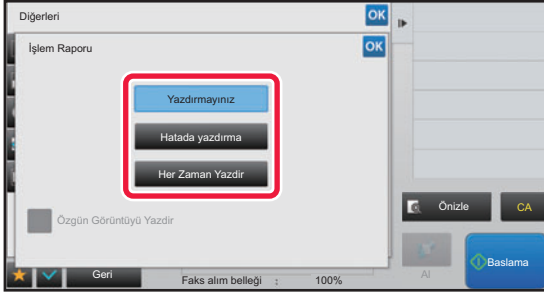 Diğerleri
OK
İşlem Raporu
OK
Yazdırmayınız
Hatada yazdırma
Her Zaman Yazdir
Özgün Görüntüyü Yazdir
Önizle
CA
Al
Baslama
Geri
Faks alım belleği : 100%